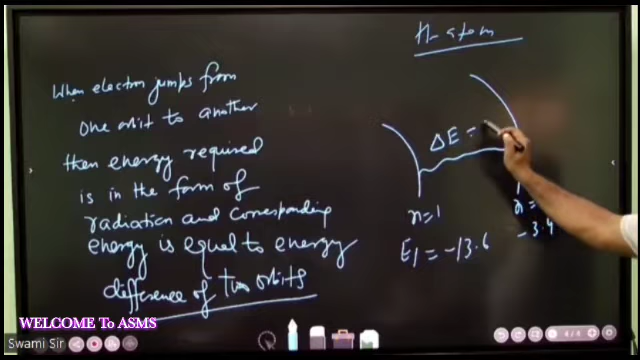 H-atom
When electron jumps from
one orbit to another
then energy required
is in the form of
radiation and corresponding
energy is equal to energy
difference of two orbits
ΔE =
n=1
n=
E1 = -13.6
-3.4
WELCOME To ASMS
Swami Sir
4/4